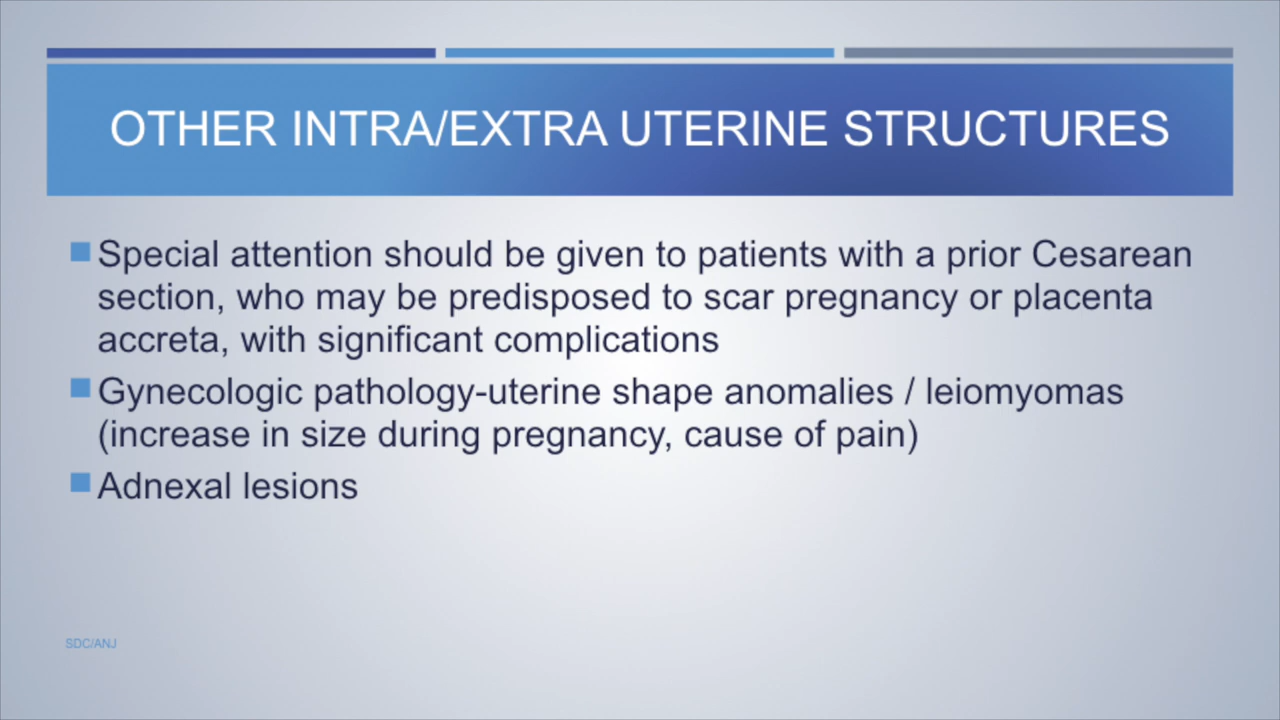 OTHER INTRA/EXTRA UTERINE STRUCTURES
Special attention should be given to patients with a prior Cesarean
section, who may be predisposed to scar pregnancy or placenta
accreta, with significant complications
Gynecologic pathology-uterine shape anomalies / leiomyomas
(increase in size during pregnancy, cause of pain)
Adnexal lesions
SDC/ANJ